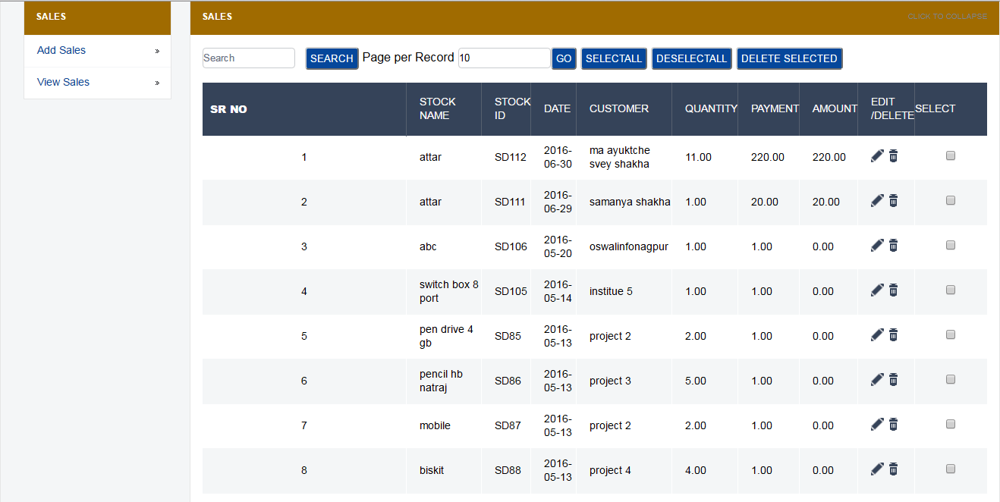 SALES
Add Sales »
View Sales »
SALES CLICK TO COLLAPSE
Search SEARCH Page per Record 10 GO SELECTALL DESELECTALL DELETE SELECTED
SR NO STOCK NAME STOCK ID DATE CUSTOMER QUANTITY PAYMENT AMOUNT EDIT /DELETE SELECT
1 attar SD112 2016-06-30 ma ayuktche svey shakha 11.00 220.00 220.00
2 attar SD111 2016-06-29 samanya shakha 1.00 20.00 20.00
3 abc SD106 2016-05-20 oswalinfonagpur 1.00 1.00 0.00
4 switch box 8 port SD105 2016-05-14 institue 5 1.00 1.00 0.00
5 pen drive 4 gb SD85 2016-05-13 project 2 2.00 1.00 0.00
6 pencil hb natraj SD86 2016-05-13 project 3 5.00 1.00 0.00
7 mobile SD87 2016-05-13 project 2 2.00 1.00 0.00
8 biskit SD88 2016-05-13 project 4 4.00 1.00 0.00